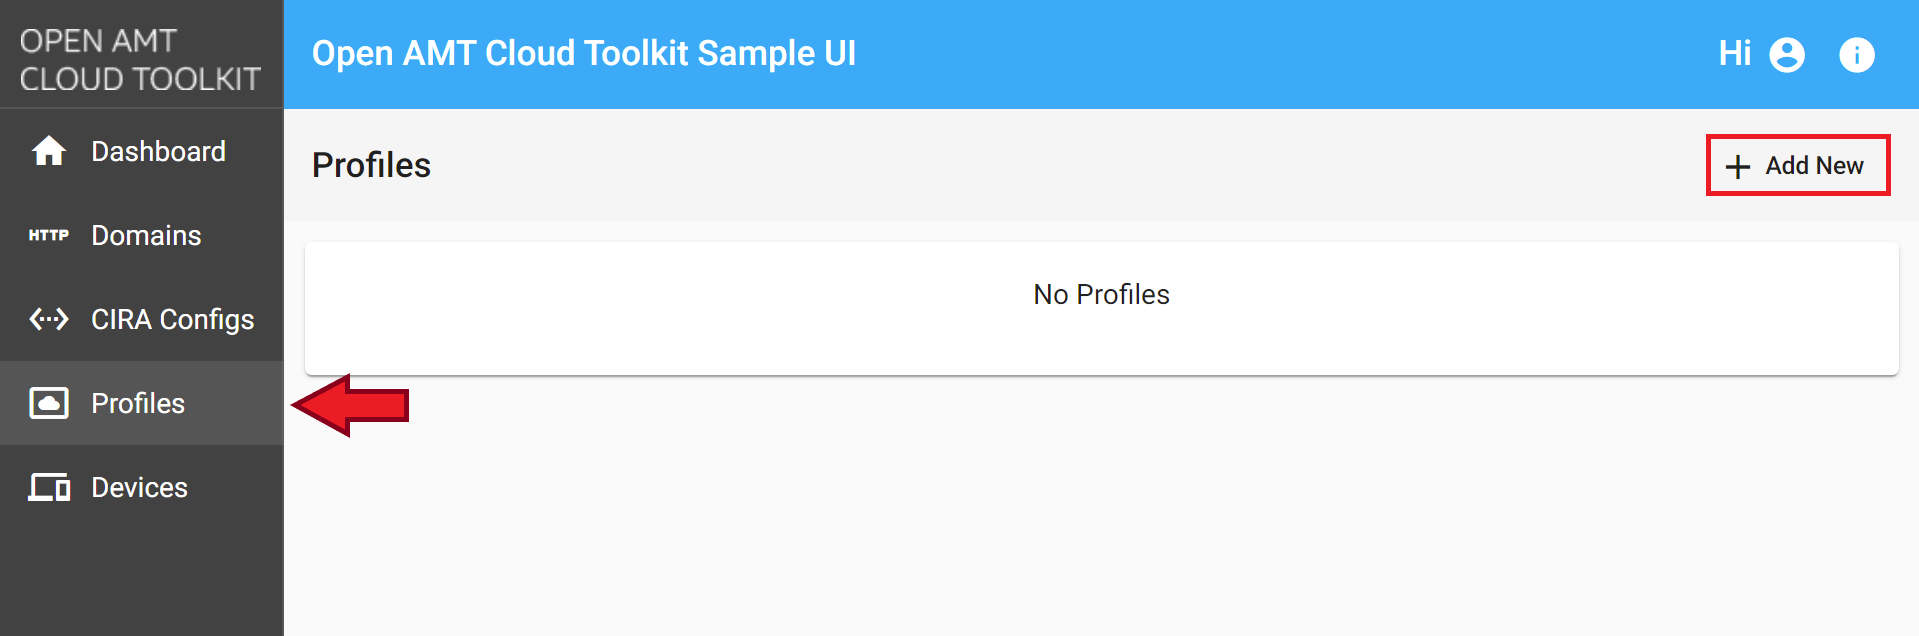 OPEN AMT
CLOUD TOOLKIT
Open AMT Cloud Toolkit Sample UI
Hi
Dashboard
HTTP Domains
CIRA Configs
Profiles
Devices
Profiles
Add New
No Profiles